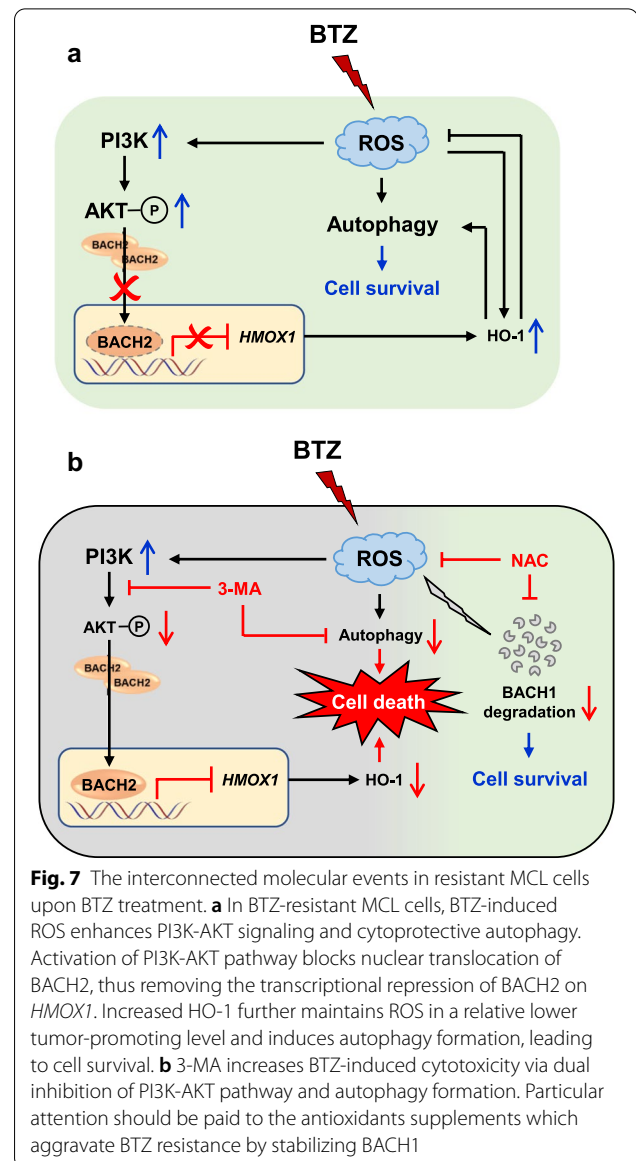 BTZ
a
PI3K
ROS
AKT P
Autophagy
BACH2
BACH2
Cell survival
BACH2
HMOX1
HO-1
b
BTZ
PI3K
ROS
NAC
3-MA
AKT P
Autophagy
BACH2
BACH2
Cell death
BACH1
degradation
BACH2
HMOX1
HO-1
Cell survival
Fig. 7 The interconnected molecular events in resistant MCL cells
upon BTZ treatment. a In BTZ-resistant MCL cells, BTZ-induced
ROS enhances PI3K-AKT signaling and cytoprotective autophagy.
Activation of PI3K-AKT pathway blocks nuclear translocation of
BACH2, thus removing the transcriptional repression of BACH2 on
HMOX1. Increased HO-1 further maintains ROS in a relative lower
tumor-promoting level and induces autophagy formation, leading
to cell survival. b 3-MA increases BTZ-induced cytotoxicity via dual
inhibition of PI3K-AKT pathway and autophagy formation. Particular
attention should be paid to the antioxidants supplements which
aggravate BTZ resistance by stabilizing BACH1